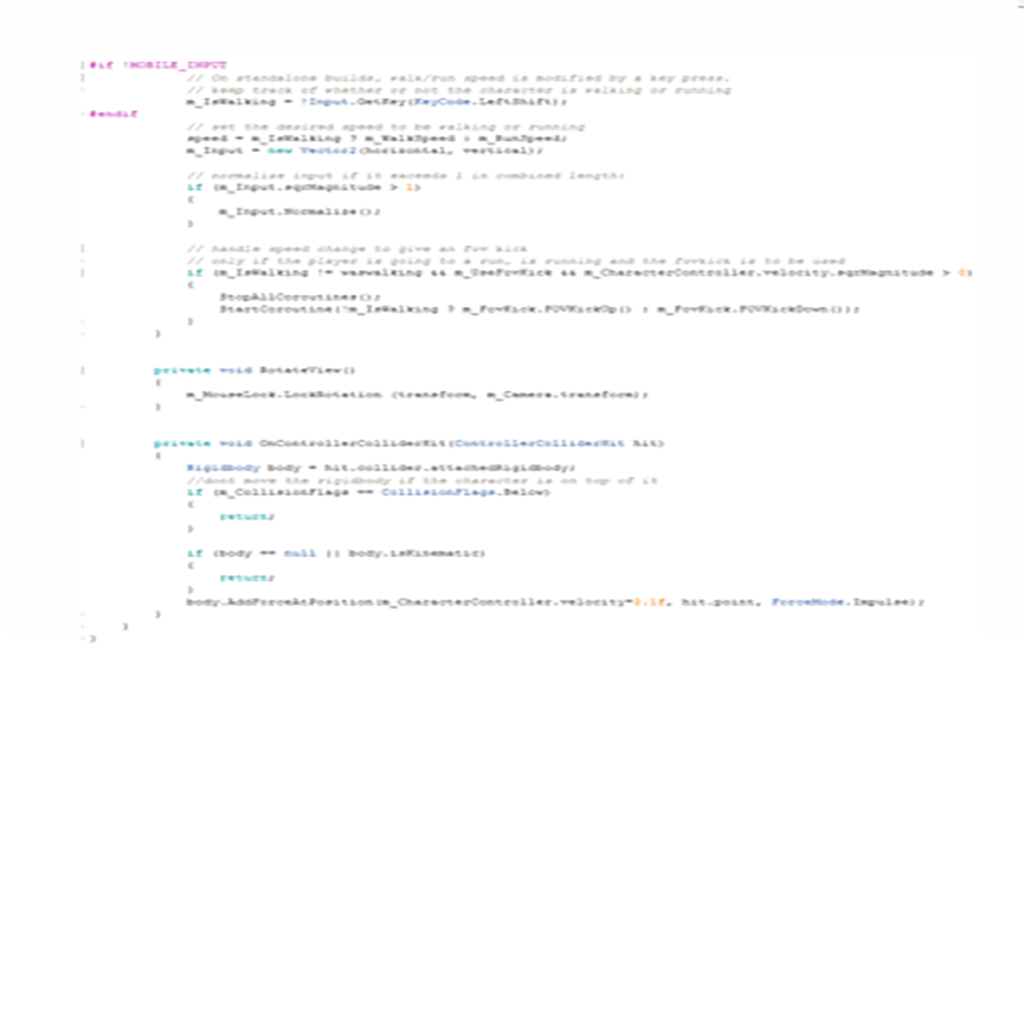 #if !MOBILE_INPUT
// On standalone builds, walk/run speed is modified by a key press.
// keep track of whether or not the character is walking or running
m_IsWalking = !Input.GetKey(KeyCode.LeftShift);
#endif
// set the desired speed to be walking or running
speed = m_IsWalking ? m_WalkSpeed : m_RunSpeed;
m_Input = new Vector2(horizontal, vertical);
// normalize input if it exceeds 1 in combined length:
if (m_Input.sqrMagnitude > 1)
{
m_Input.Normalize();
}
// handle speed change to give an fov kick
// only if the player is going to a run, is running and the fovkick is to be used
if (m_IsWalking != waswalking && m_UseFovKick && m_CharacterController.velocity.sqrMagnitude > 0)
{
StopAllCoroutines();
StartCoroutine(!m_IsWalking ? m_FovKick.FOVKickUp() : m_FovKick.FOVKickDown());
}
}
private void RotateView()
{
m_MouseLook.LookRotation (transform, m_Camera.transform);
}
private void OnControllerColliderHit(ControllerColliderHit hit)
{
Rigidbody body = hit.collider.attachedRigidbody;
//dont move the rigidbody if the character is on top of it
if (m_CollisionFlags == CollisionFlags.Below)
{
return;
}
if (body == null || body.isKinematic)
{
return;
}
body.AddForceAtPosition(m_CharacterController.velocity*0.1f, hit.point, ForceMode.Impulse);
}
}
}